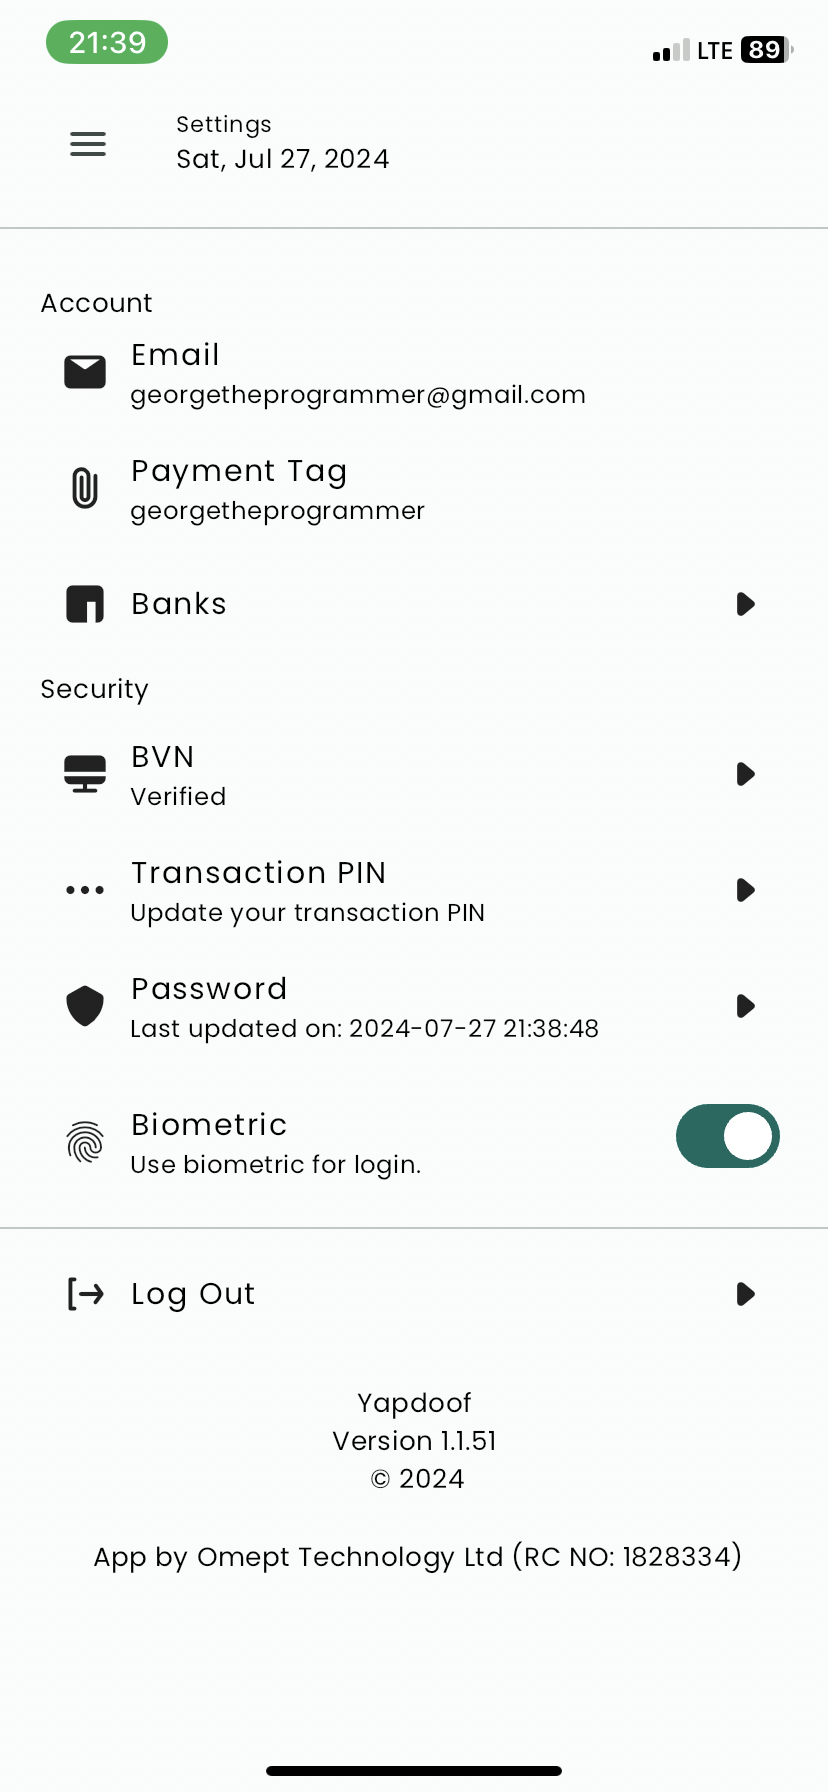 21:39
LTE 89
Settings
Sat, Jul 27, 2024
Account
Email
georgetheprogrammer@gmail.com
Payment Tag
georgetheprogrammer
Banks
Security
BVN
Verified
Transaction PIN
Update your transaction PIN
Password
Last updated on: 2024-07-27 21:38:48
Biometric
Use biometric for login.
Log Out
Yapdoof
Version 1.1.51
© 2024
App by Omept Technology Ltd (RC NO: 1828334)